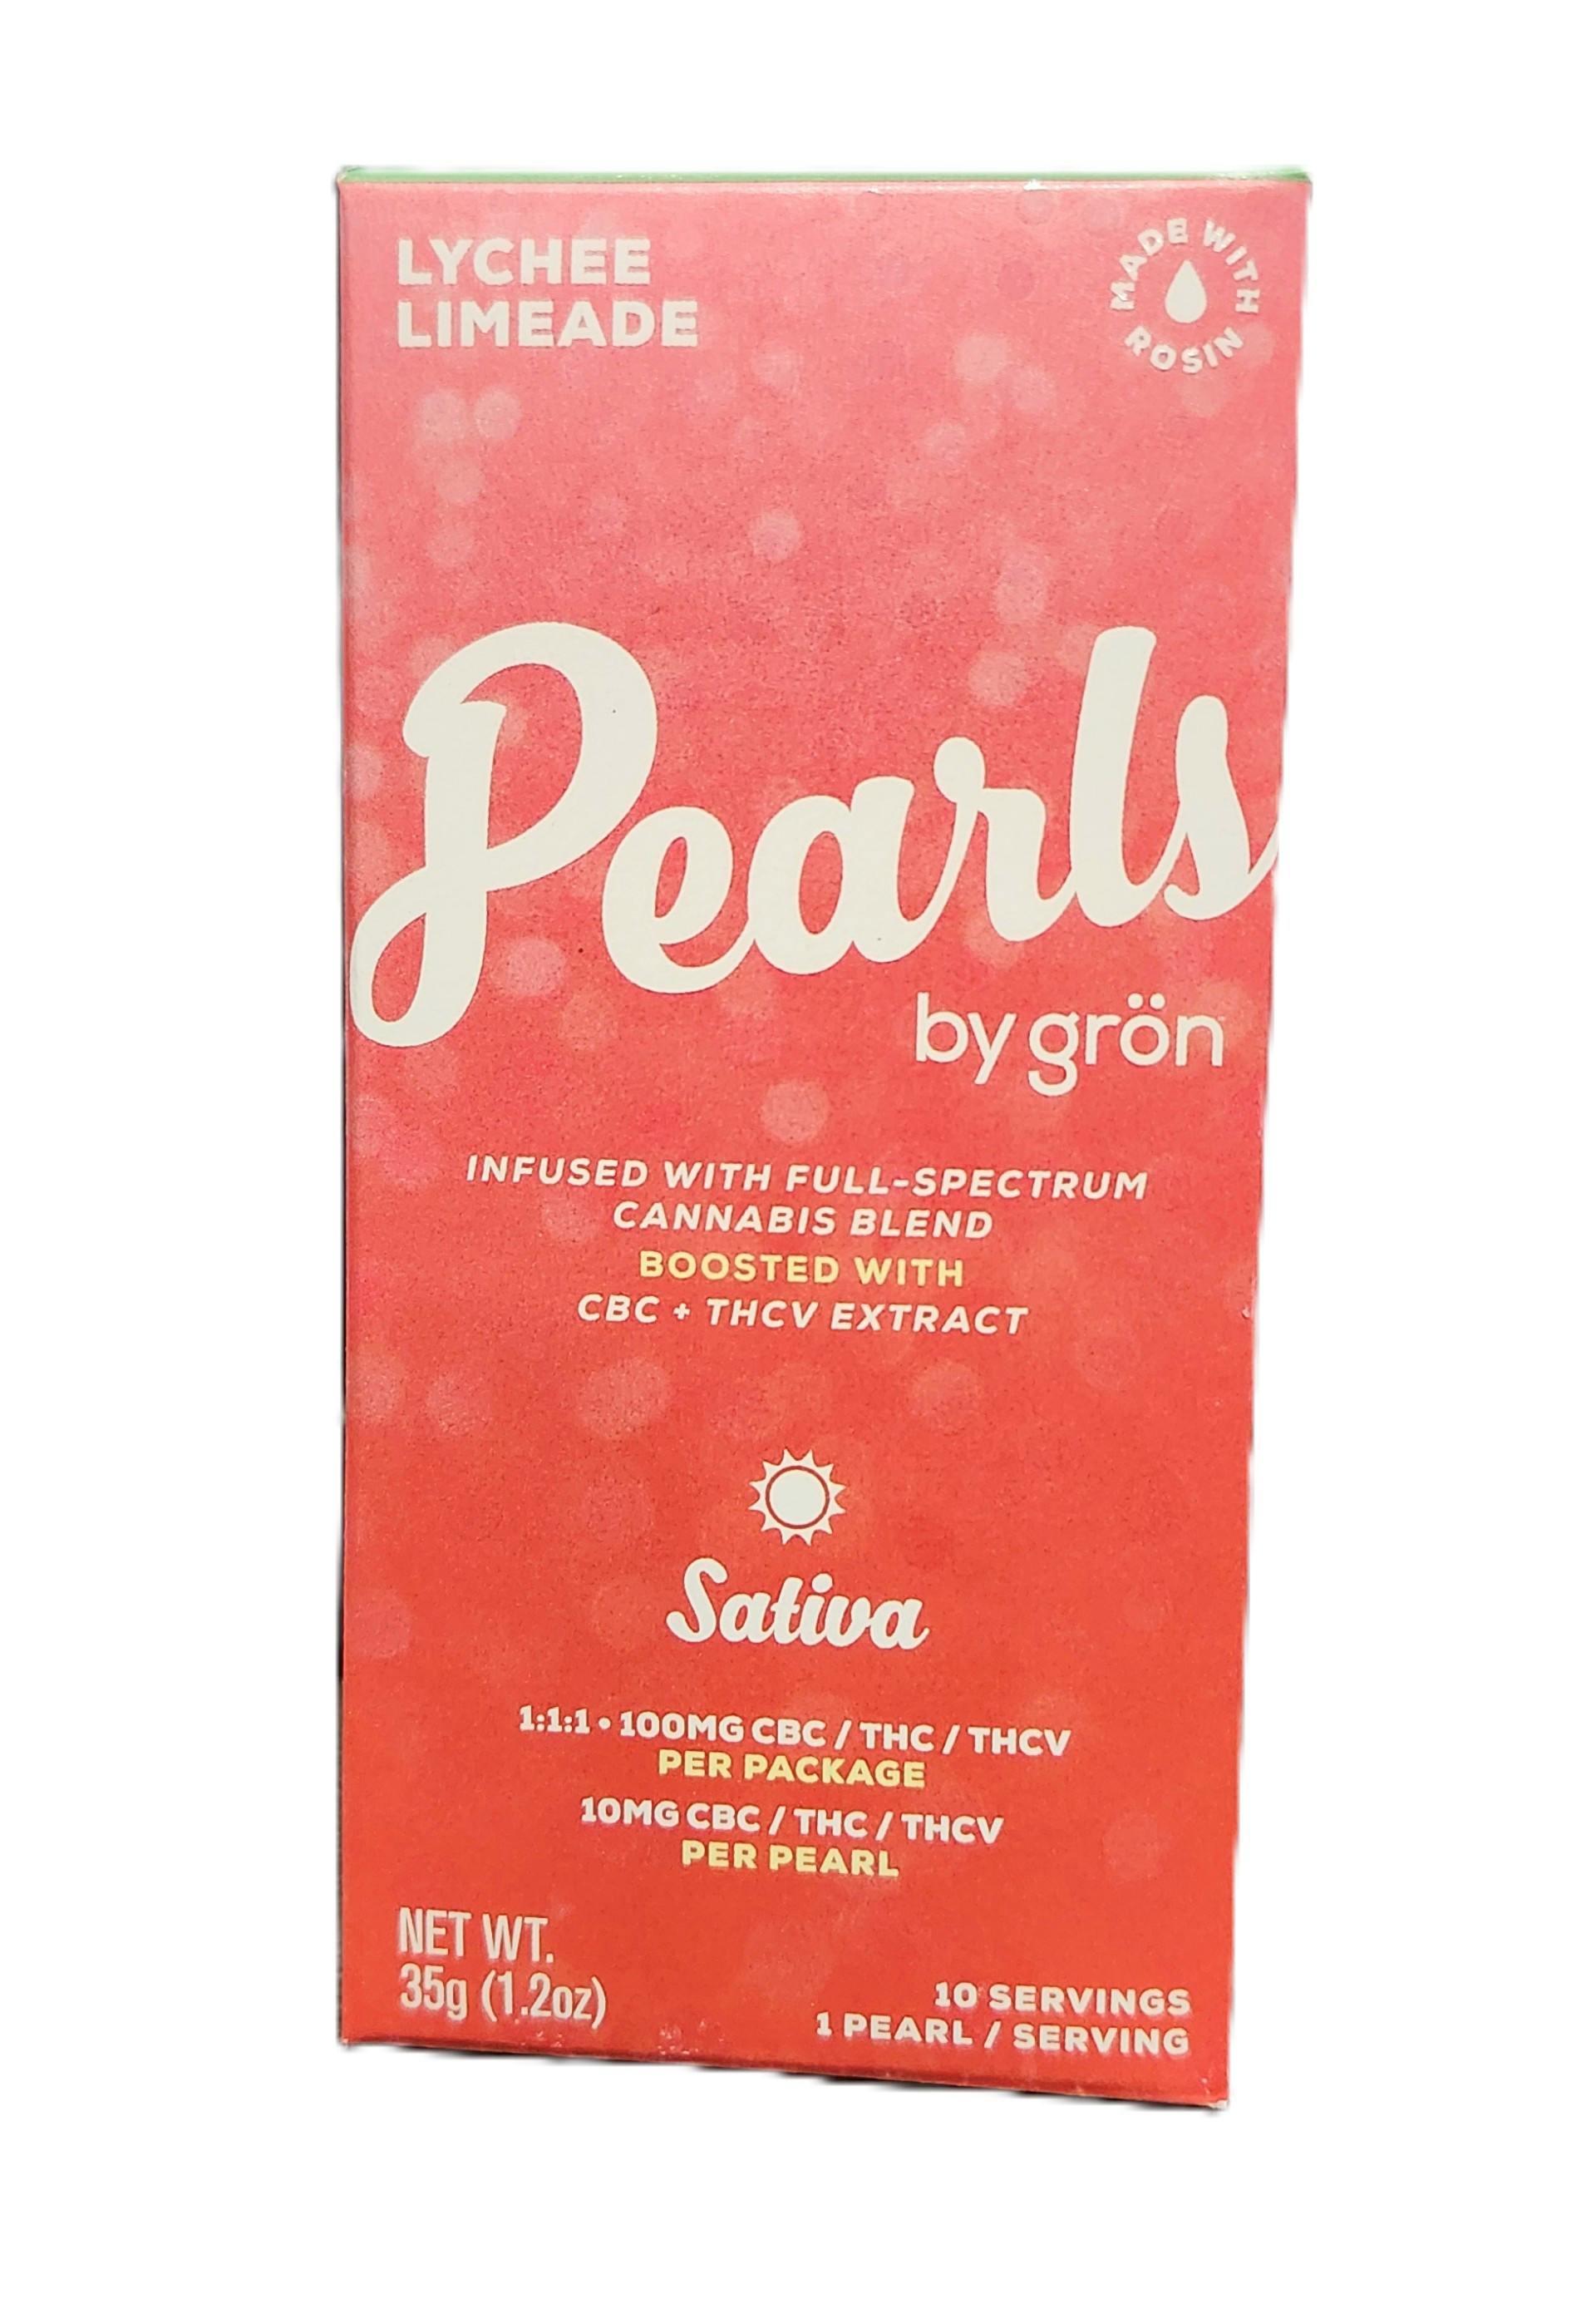 LYCHEE
LIMEADE
MADE WITH
ROSIN
Pearls
by grön
INFUSED WITH FULL-SPECTRUM
CANNABIS BLEND
BOOSTED WITH
CBC + THCV EXTRACT
Sativa
1:1:1 • 100MG CBC / THC / THCV
PER PACKAGE
10MG CBC / THC / THCV
PER PEARL
NET WT.
35g (1.2oz)
10 SERVINGS
1 PEARL / SERVING